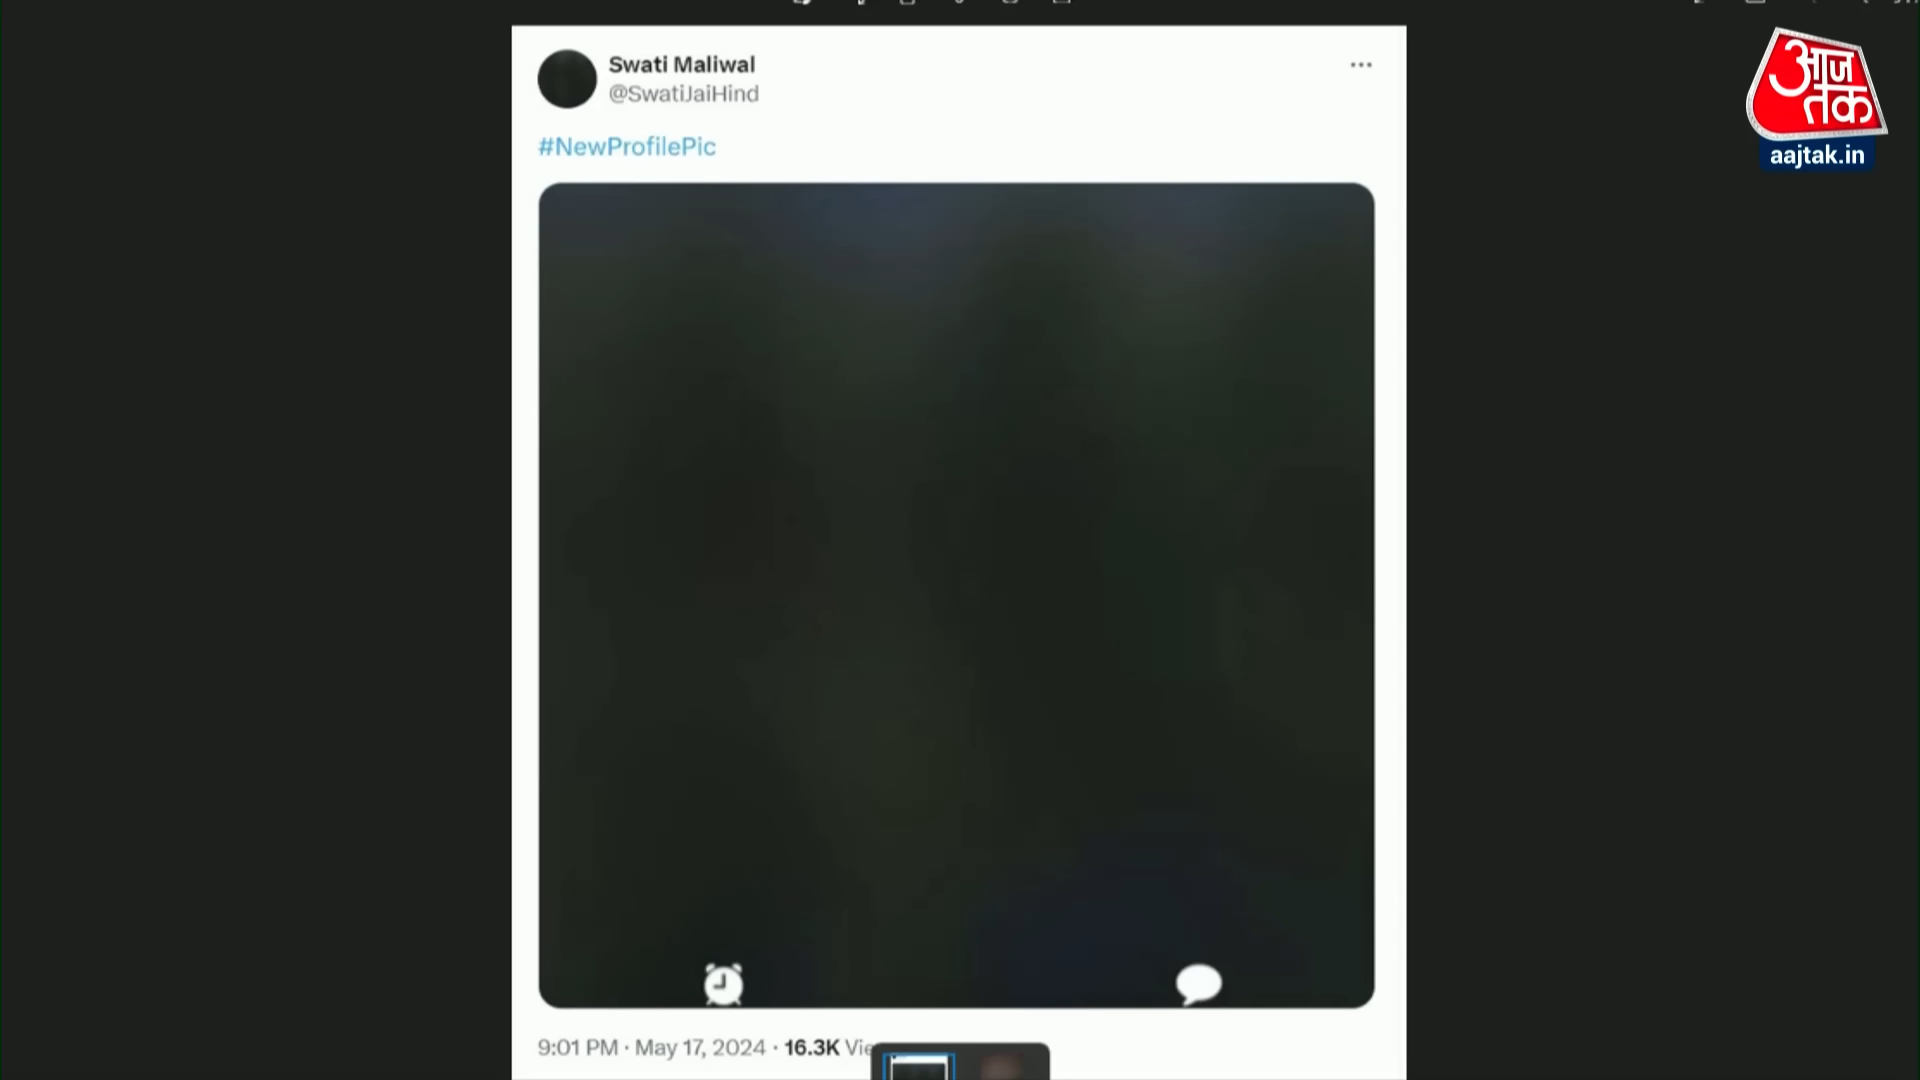 Swati Maliwal
@SwatiJaiHind
#NewProfilePic
9:01 PM · May 17, 2024 · 16.3K
आज
तक
aajtak.in